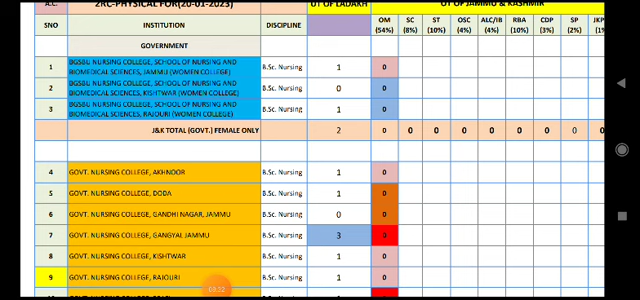 A.C. 2RC-PHYSICAL FOR(20-01-2023) UT OF LADAKH UT OF JAMMU & KASHMIR
SNO INSTITUTION DISCIPLINE OM (54%) SC (8%) ST (10%) OSC (4%) ALC/IB (4%) RBA (10%) CDP (3%) SP (2%) JKP (1%
GOVERNMENT
1 BGSBU NURSING COLLEGE, SCHOOL OF NURSING AND BIOMEDICAL SCIENCES, JAMMU (WOMEN COLLEGE) B.Sc. Nursing 1 0
2 BGSBU NURSING COLLEGE, SCHOOL OF NURSING AND BIOMEDICAL SCIENCES, KISHTWAR (WOMEN COLLEGE) B.Sc. Nursing 0 0
3 BGSBU NURSING COLLEGE, SCHOOL OF NURSING AND BIOMEDICAL SCIENCES, RAJOURI (WOMEN COLLEGE) B.Sc. Nursing 1 0
J&K TOTAL (GOVT.) FEMALE ONLY 2 0 0 0 0 0 0 0 0 0
4 GOVT. NURSING COLLEGE, AKHNOOR B.Sc. Nursing 1 0
5 GOVT. NURSING COLLEGE, DODA B.Sc. Nursing 1 0
6 GOVT. NURSING COLLEGE, GANDHI NAGAR, JAMMU B.Sc. Nursing 0 0
7 GOVT. NURSING COLLEGE, GANGYAL JAMMU B.Sc. Nursing 3 0
8 GOVT. NURSING COLLEGE, KISHTWAR B.Sc. Nursing 1 0
9 GOVT. NURSING COLLEGE, RAJOURI B.Sc. Nursing 1 0